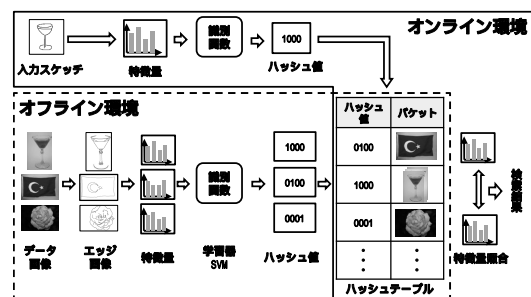 オンライン環境
識別
関数
1000
入力スケッチ
特徴量
ハッシュ値
オフライン環境
ハッシュ
値
バケット
0100
1000
0001
1000
0100
0001
識別
関数
データ
画像
エッジ
画像
特徴量
学習器
SVM
ハッシュ値
ハッシュテーブル
特徴量照合
検索結果